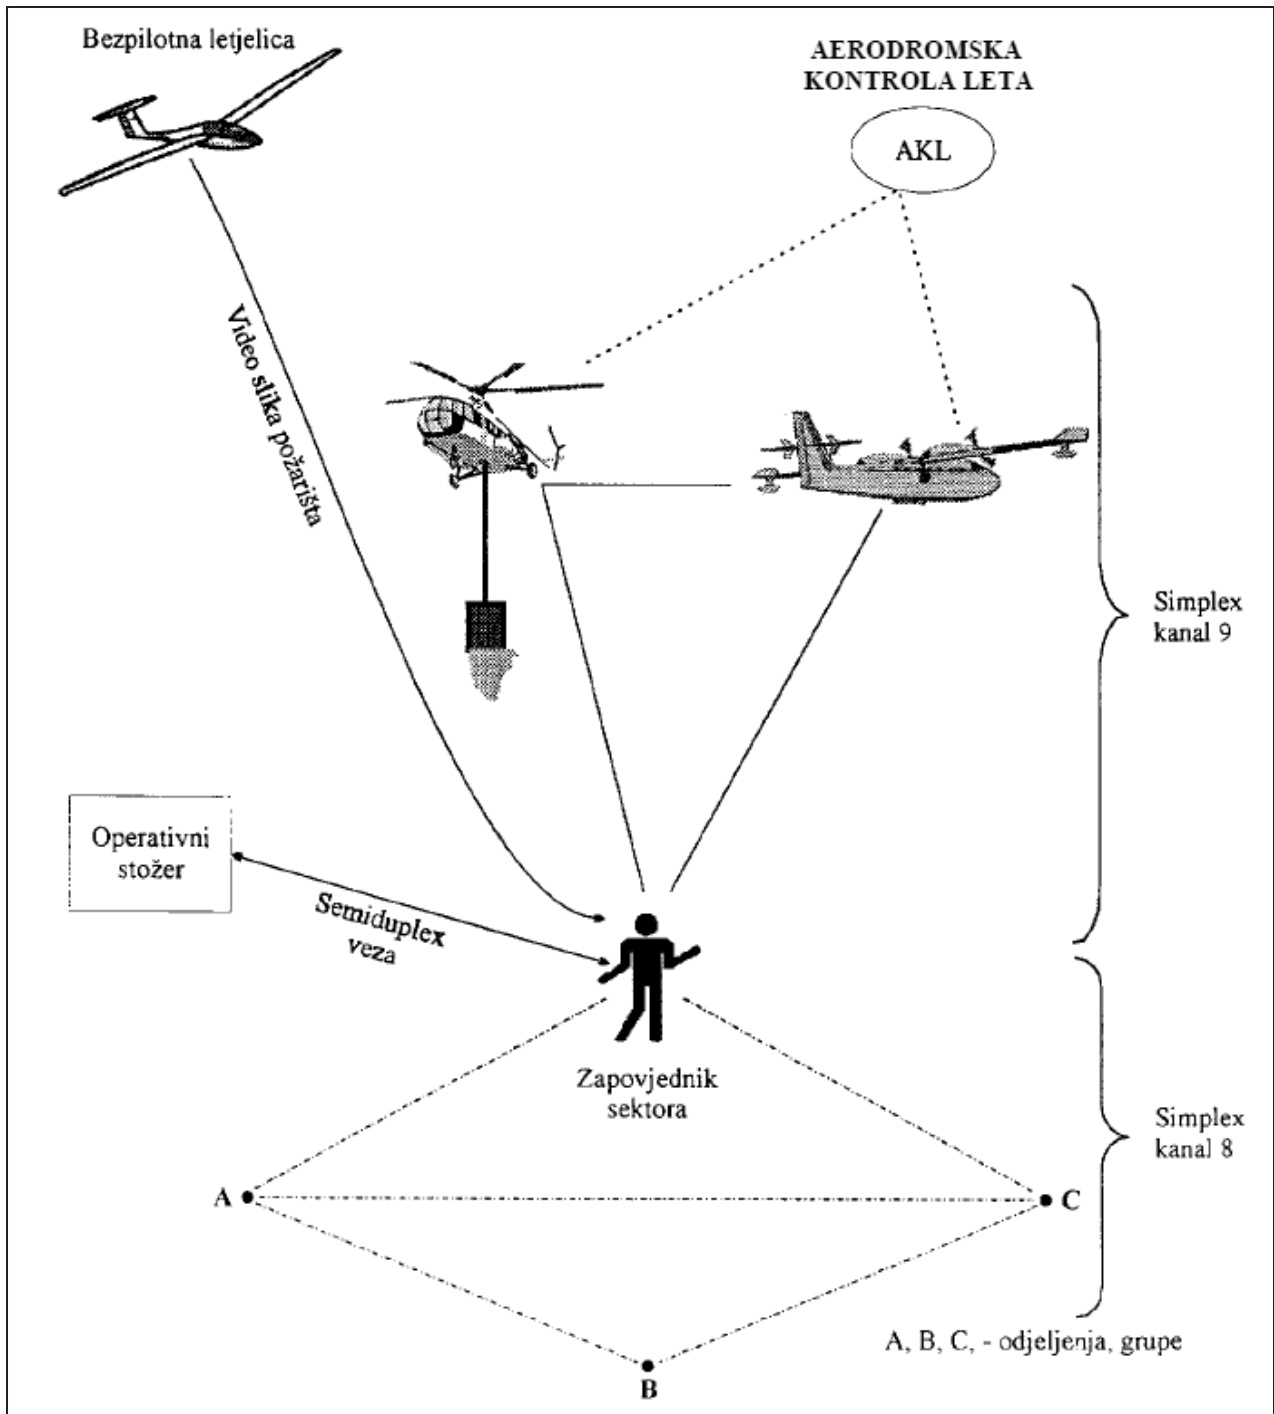 Bezpilotna letjelica
AERODROMSKA
KONTROLA LETA
AKL
Video slika požarišta
Simplex
kanal 9
Operativni
stožer
Semiduplex
veza
Zapovjednik
sektora
Simplex
kanal 8
A
C
B
A, B, C, - odjeljenja, grupe